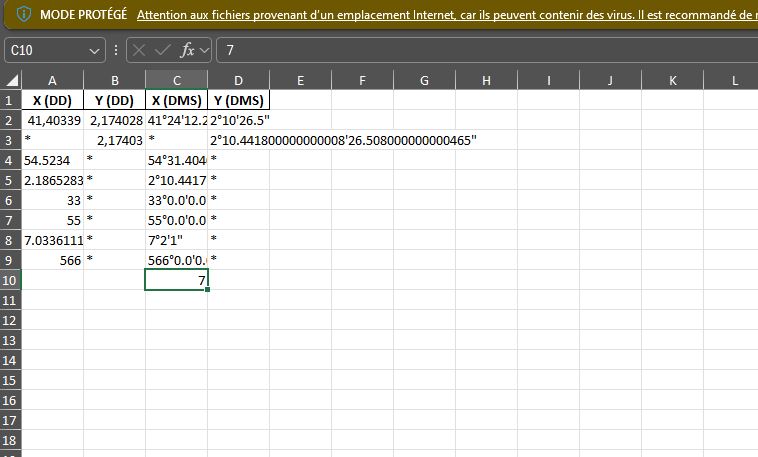 MODE PROTÉGÉ Attention aux fichiers provenant d'un emplacement Internet, car ils peuvent contenir des virus. Il est recommandé de
C10 fx 7
A B C D E F G H I J K L
1 X (DD) Y (DD) X (DMS) Y (DMS)
2 41,40339 2,174028 41°24'12.2 2°10'26.5"
3 * 2,17403 * 2°10.441800000000008'26.508000000000465"
4 54.5234 * 54°31.404 *
5 2.1865283 * 2°10.4417 *
6 33 * 33°0.0'0.0 *
7 55 * 55°0.0'0.0 *
8 7.0336111 * 7°2'1" *
9 566 * 566°0.0'0. *
10 7
11
12
13
14
15
16
17
18